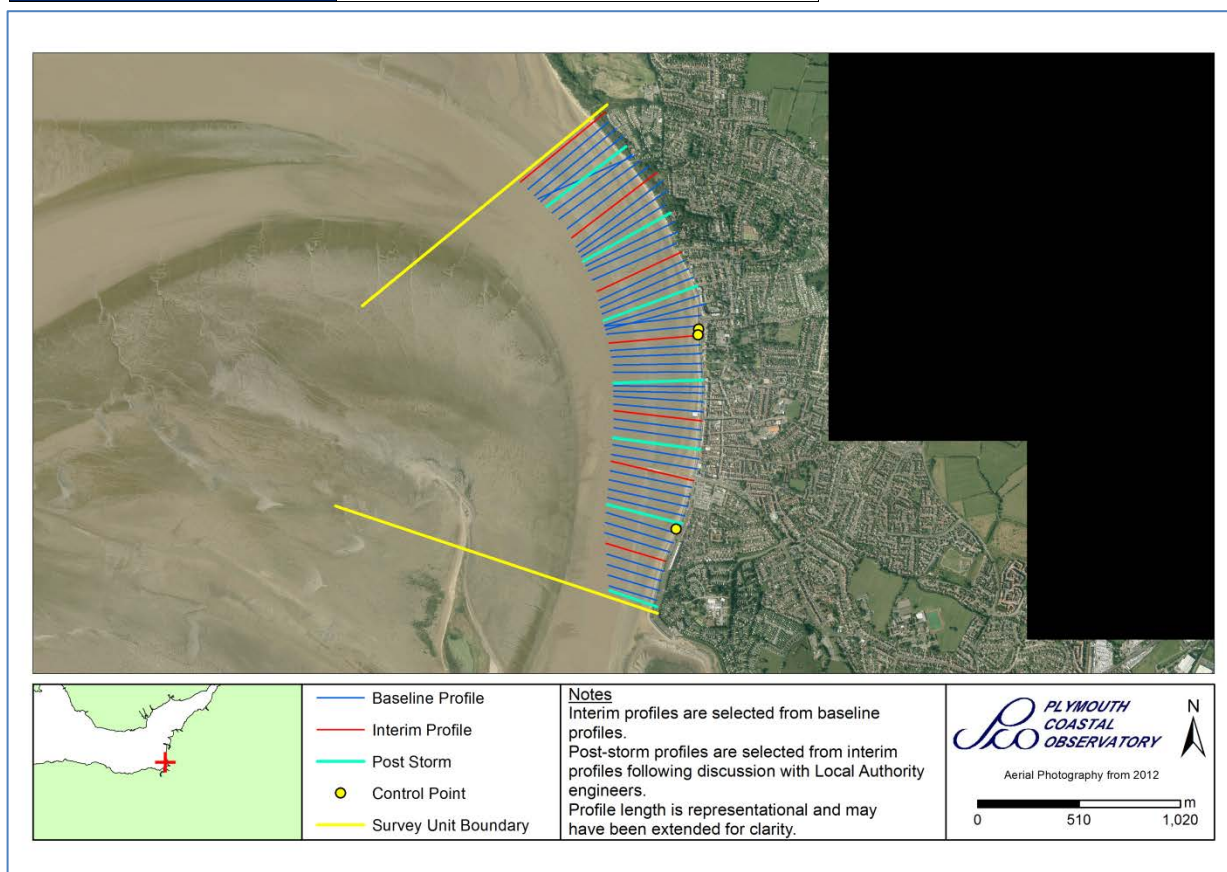 Baseline Profile
Interim Profile
Post Storm
Control Point
Survey Unit Boundary
Notes
Interim profiles are selected from baseline
profiles.
Post-storm profiles are selected from interim
profiles following discussion with Local Authority
engineers.
Profile length is representational and may
have been extended for clarity.
PLYMOUTH
COASTAL
OBSERVATORY
N
Aerial Photography from 2012
m
0 510 1,020